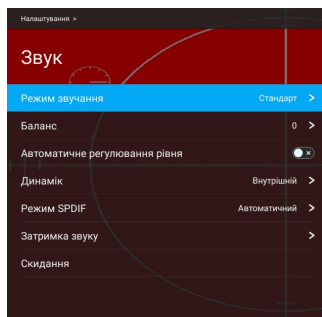 Налаштування >
Звук
Режим звучання Стандарт >
Баланс 0 >
Автоматичне регулювання рівня
Динамік Внутрішній >
Режим SPDIF Автоматичний >
Затримка звуку >
Скидання